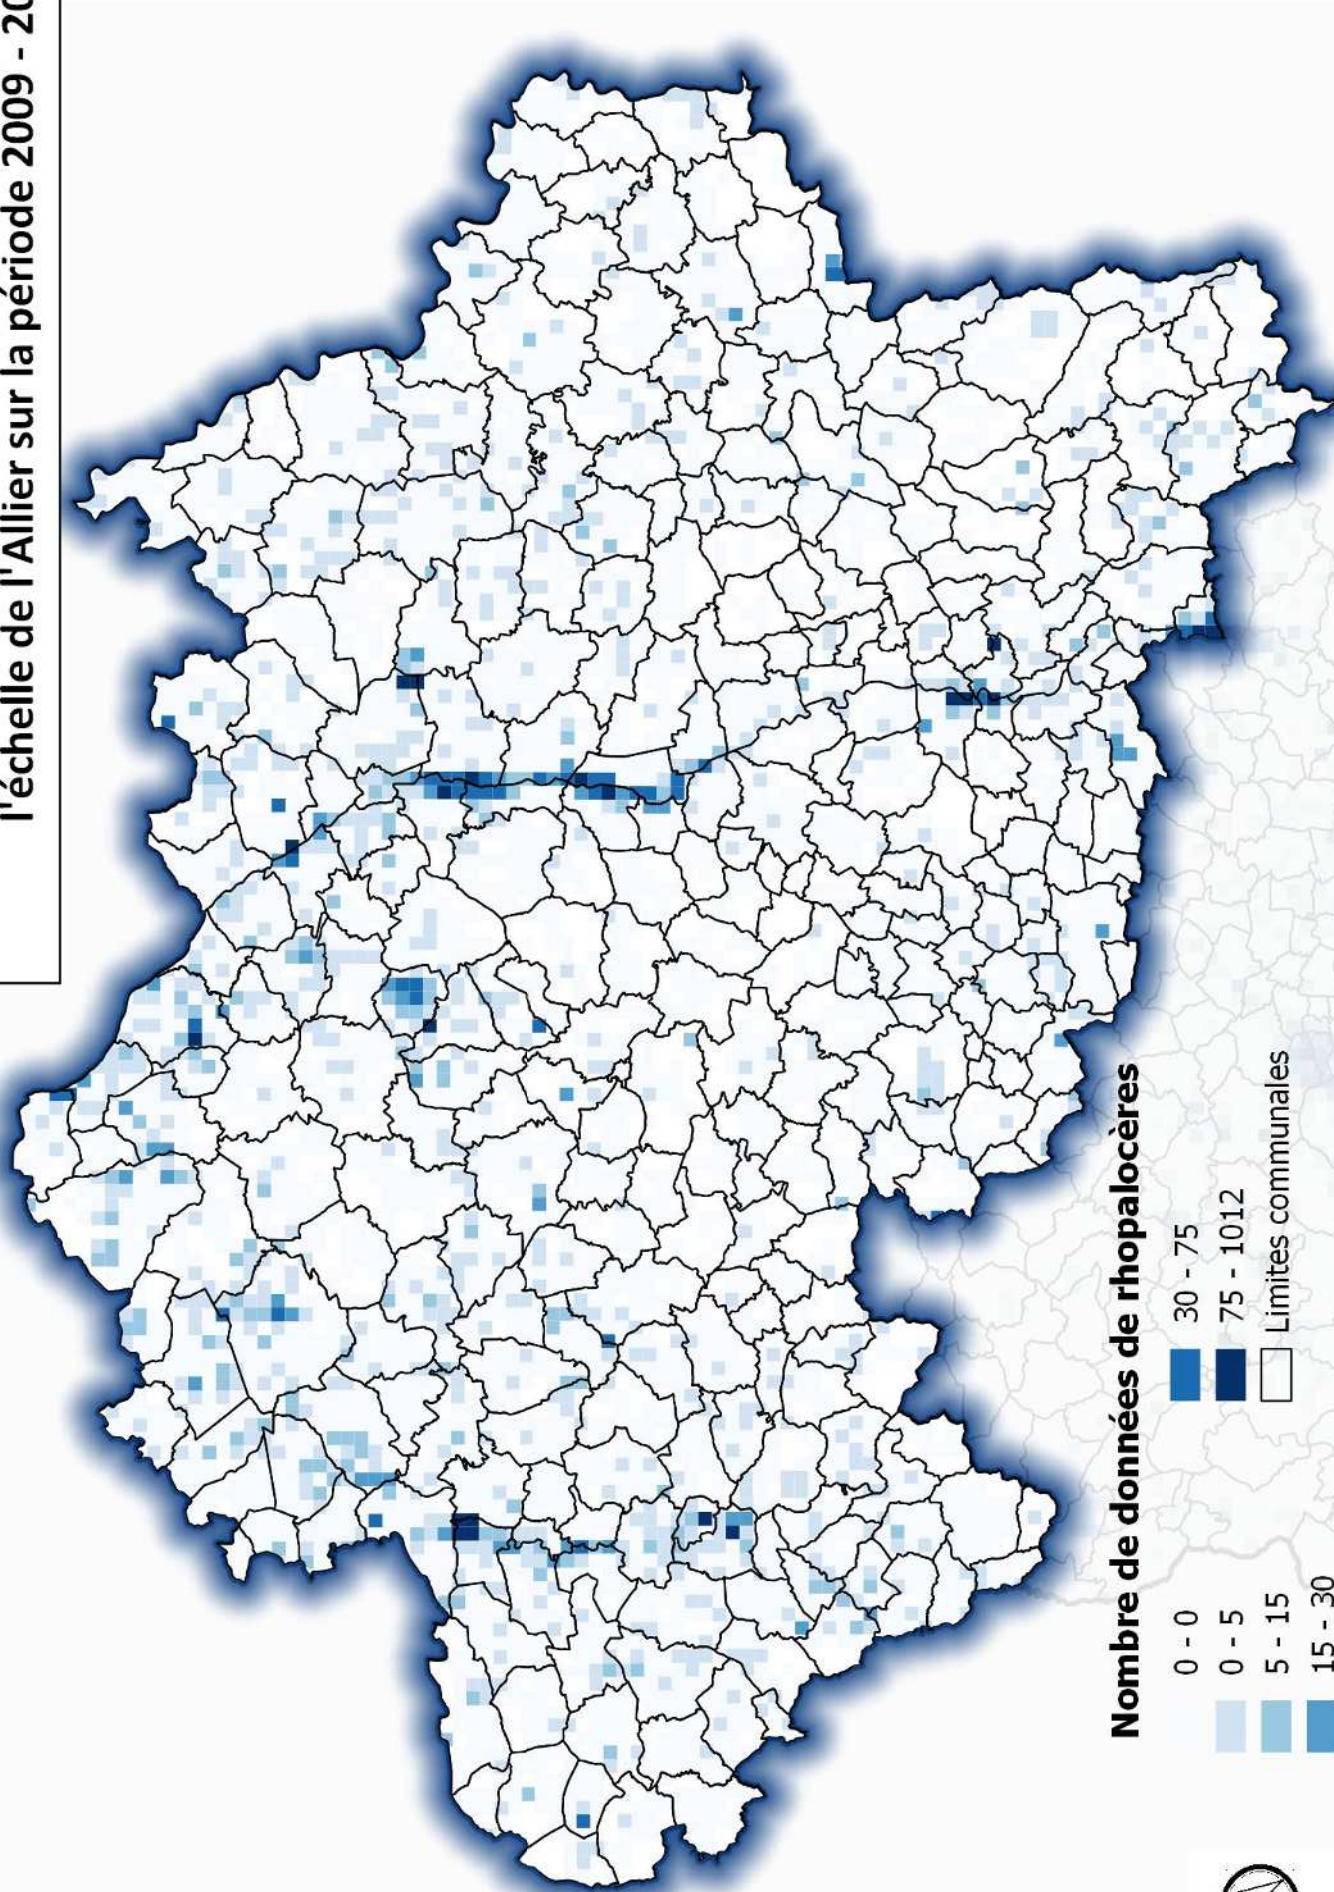 l'échelle de l'Allier sur la période 2009 - 20
Nombre de données de rhopalocères
0 - 0
0 - 5
5 - 15
15 - 30
30 - 75
75 - 1012
Limites communales